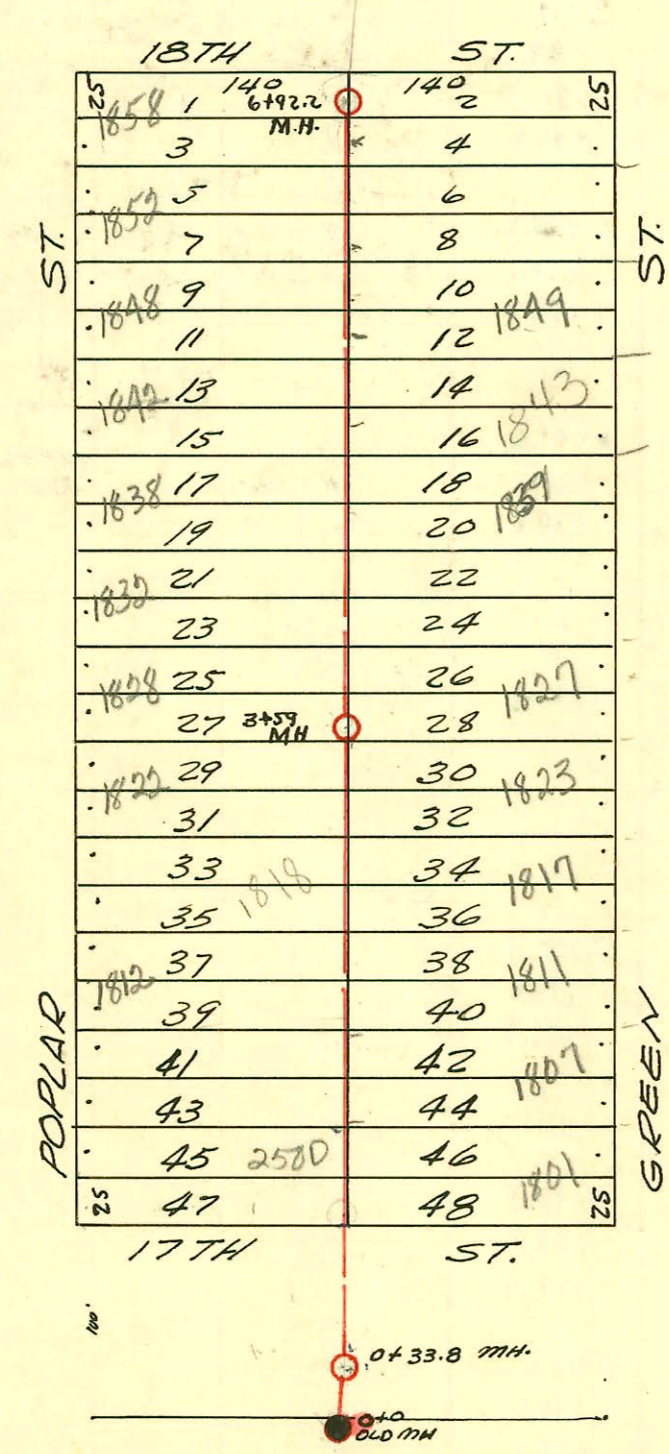 18TH ST.
25 140 140 25
1858 1 6+92.2 2
M.H.
3 4
1852 5 6
7 8
ST. ST.
1848 9 10 1849
11 12
1842 13 14 1843
15 16
1838 17 18 1839
19 20
1832 21 22
23 24
1828 25 26 1827
27 3+59 28
MH
1822 29 30 1823
31 32
33 1818 34 1817
35 36
1812 37 38 1811
39 40
POPLAR GREEN
41 42 1807
43 44
45 2580 46 1801
25 47 48 25
17TH ST.
100'
0+33.8 MH.
0+0
OLD MH